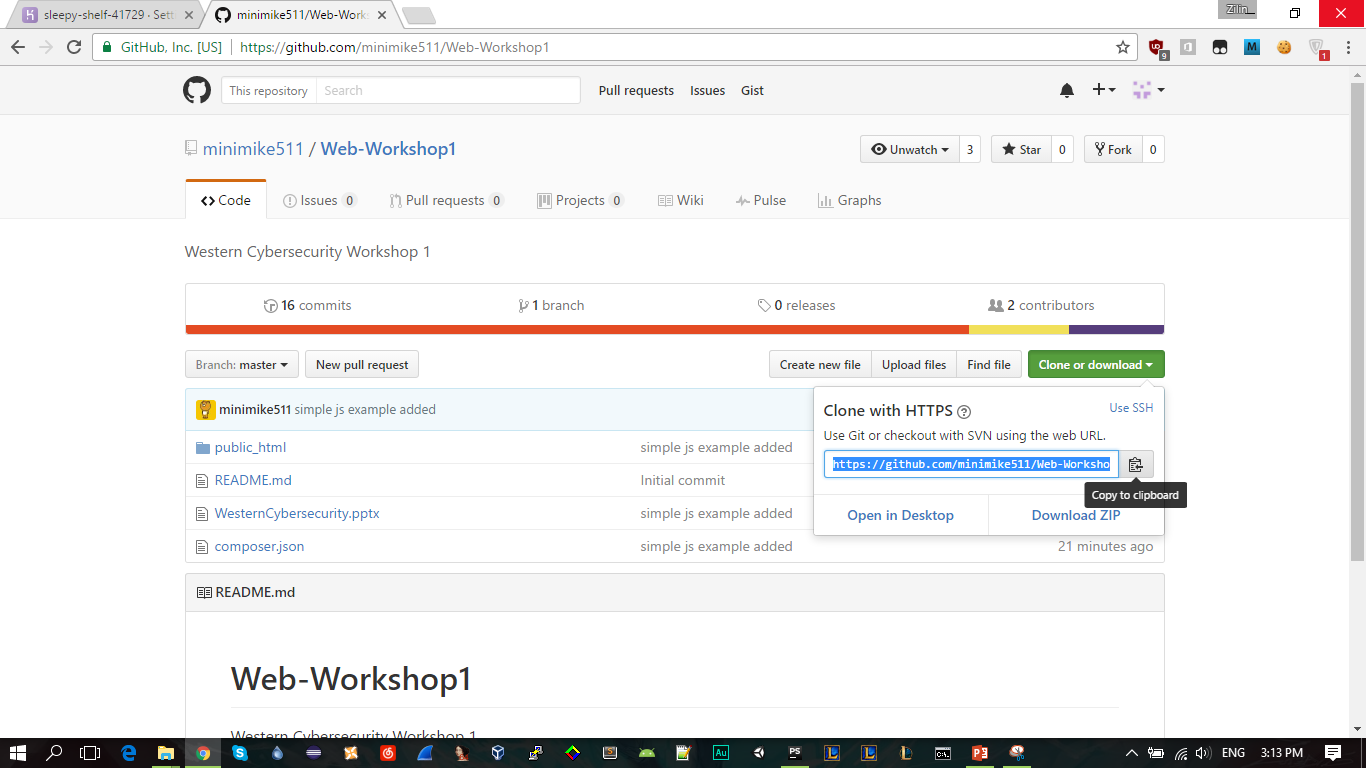 sleepy-shelf-41729 · Sett
minimike511/Web-Work
Zilin_
GitHub, Inc. [US] https://github.com/minimike511/Web-Workshop1
9
M
1
This repository Search Pull requests Issues Gist
minimike511 / Web-Workshop1
Unwatch 3 Star 0 Fork 0
Code Issues 0 Pull requests 0 Projects 0 Wiki Pulse Graphs
Western Cybersecurity Workshop 1
16 commits 1 branch 0 releases 2 contributors
Branch: master New pull request Create new file Upload files Find file Clone or download
minimike511 simple js example added
Clone with HTTPS Use SSH
Use Git or checkout with SVN using the web URL.
https://github.com/minimike511/Web-Worksho
Copy to clipboard
Open in Desktop Download ZIP
public_html simple js example added
README.md Initial commit
WesternCybersecurity.pptx simple js example added
composer.json simple js example added 21 minutes ago
README.md
Web-Workshop1
Western Cybersecurity Workshop 1
Au
PS
ENG 3:13 PM